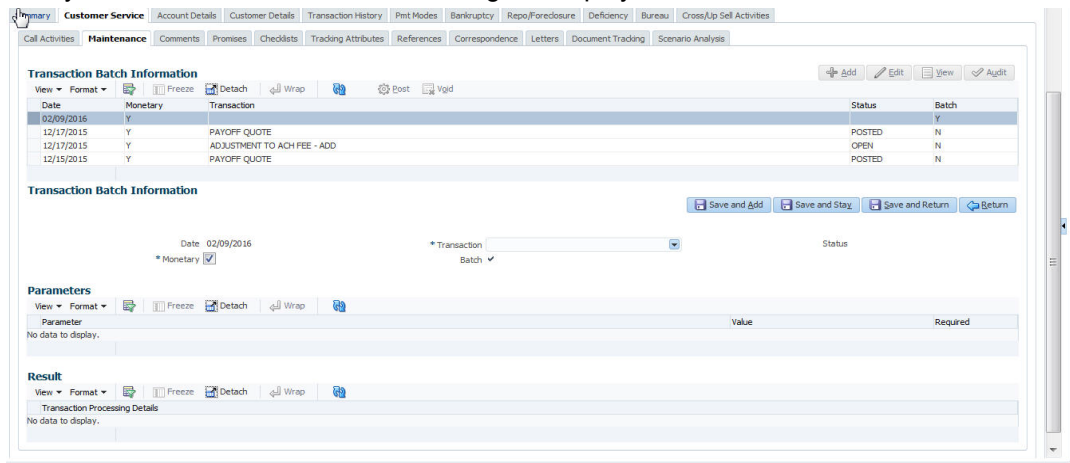 Summary Customer Service Account Details Customer Details Transaction History Pmt Modes Bankruptcy Repo/Foreclosure Deficiency Bureau Cross/Up Sell Activities
Call Activities Maintenance Comments Promises Checklists Tracking Attributes References Correspondence Letters Document Tracking Scenario Analysis
Transaction Batch Information
Add Edit View Audit
View Format Freeze Detach Wrap Post Void
Date Monetary Transaction Status Batch
02/09/2016 Y Y
12/17/2015 Y PAYOFF QUOTE POSTED N
12/17/2015 Y ADJUSTMENT TO ACH FEE - ADD OPEN N
12/15/2015 Y PAYOFF QUOTE POSTED N
Transaction Batch Information
Save and Add Save and Stay Save and Return Return
Date 02/09/2016 * Transaction Status
* Monetary Batch
Parameters
View Format Freeze Detach Wrap
Parameter Value Required
No data to display.
Result
View Format Freeze Detach Wrap
Transaction Processing Details
No data to display.